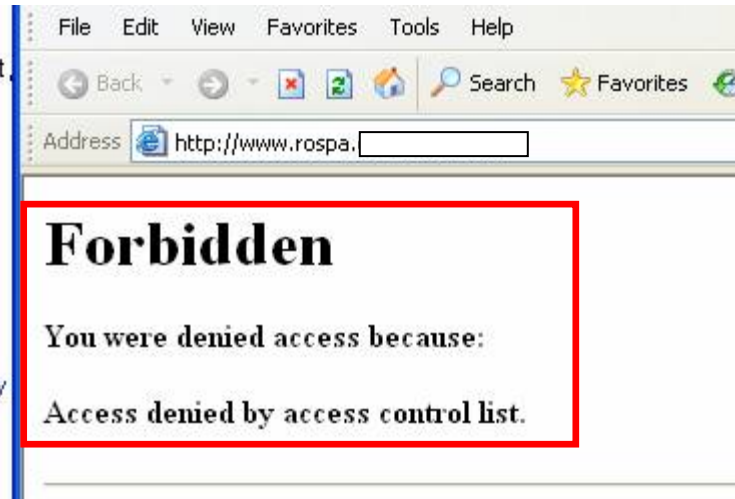 File Edit View Favorites Tools Help
Back Search Favorites
Address http://www.rospa.
Forbidden
You were denied access because:
Access denied by access control list.